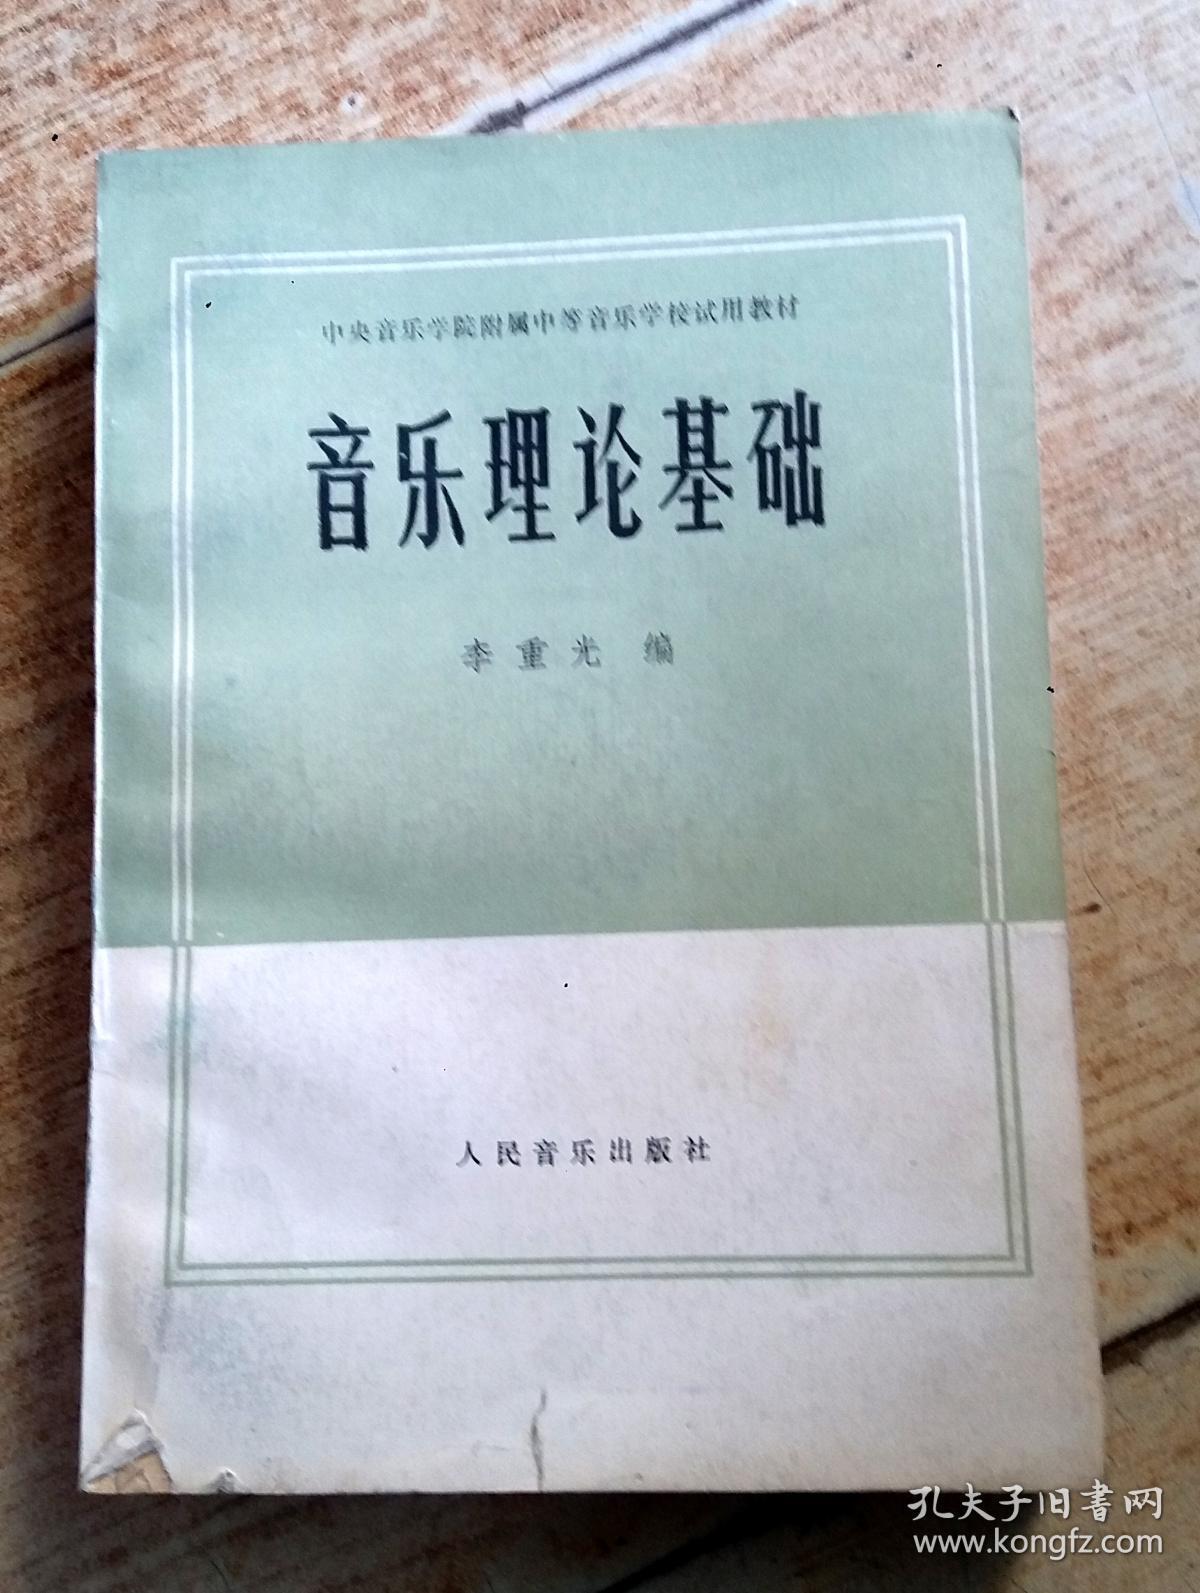 中央音乐学院附属中等音乐学校试用教材
音乐理论基础
李重光 编
人民音乐出版社
孔夫子旧書网
www.kongfz.com